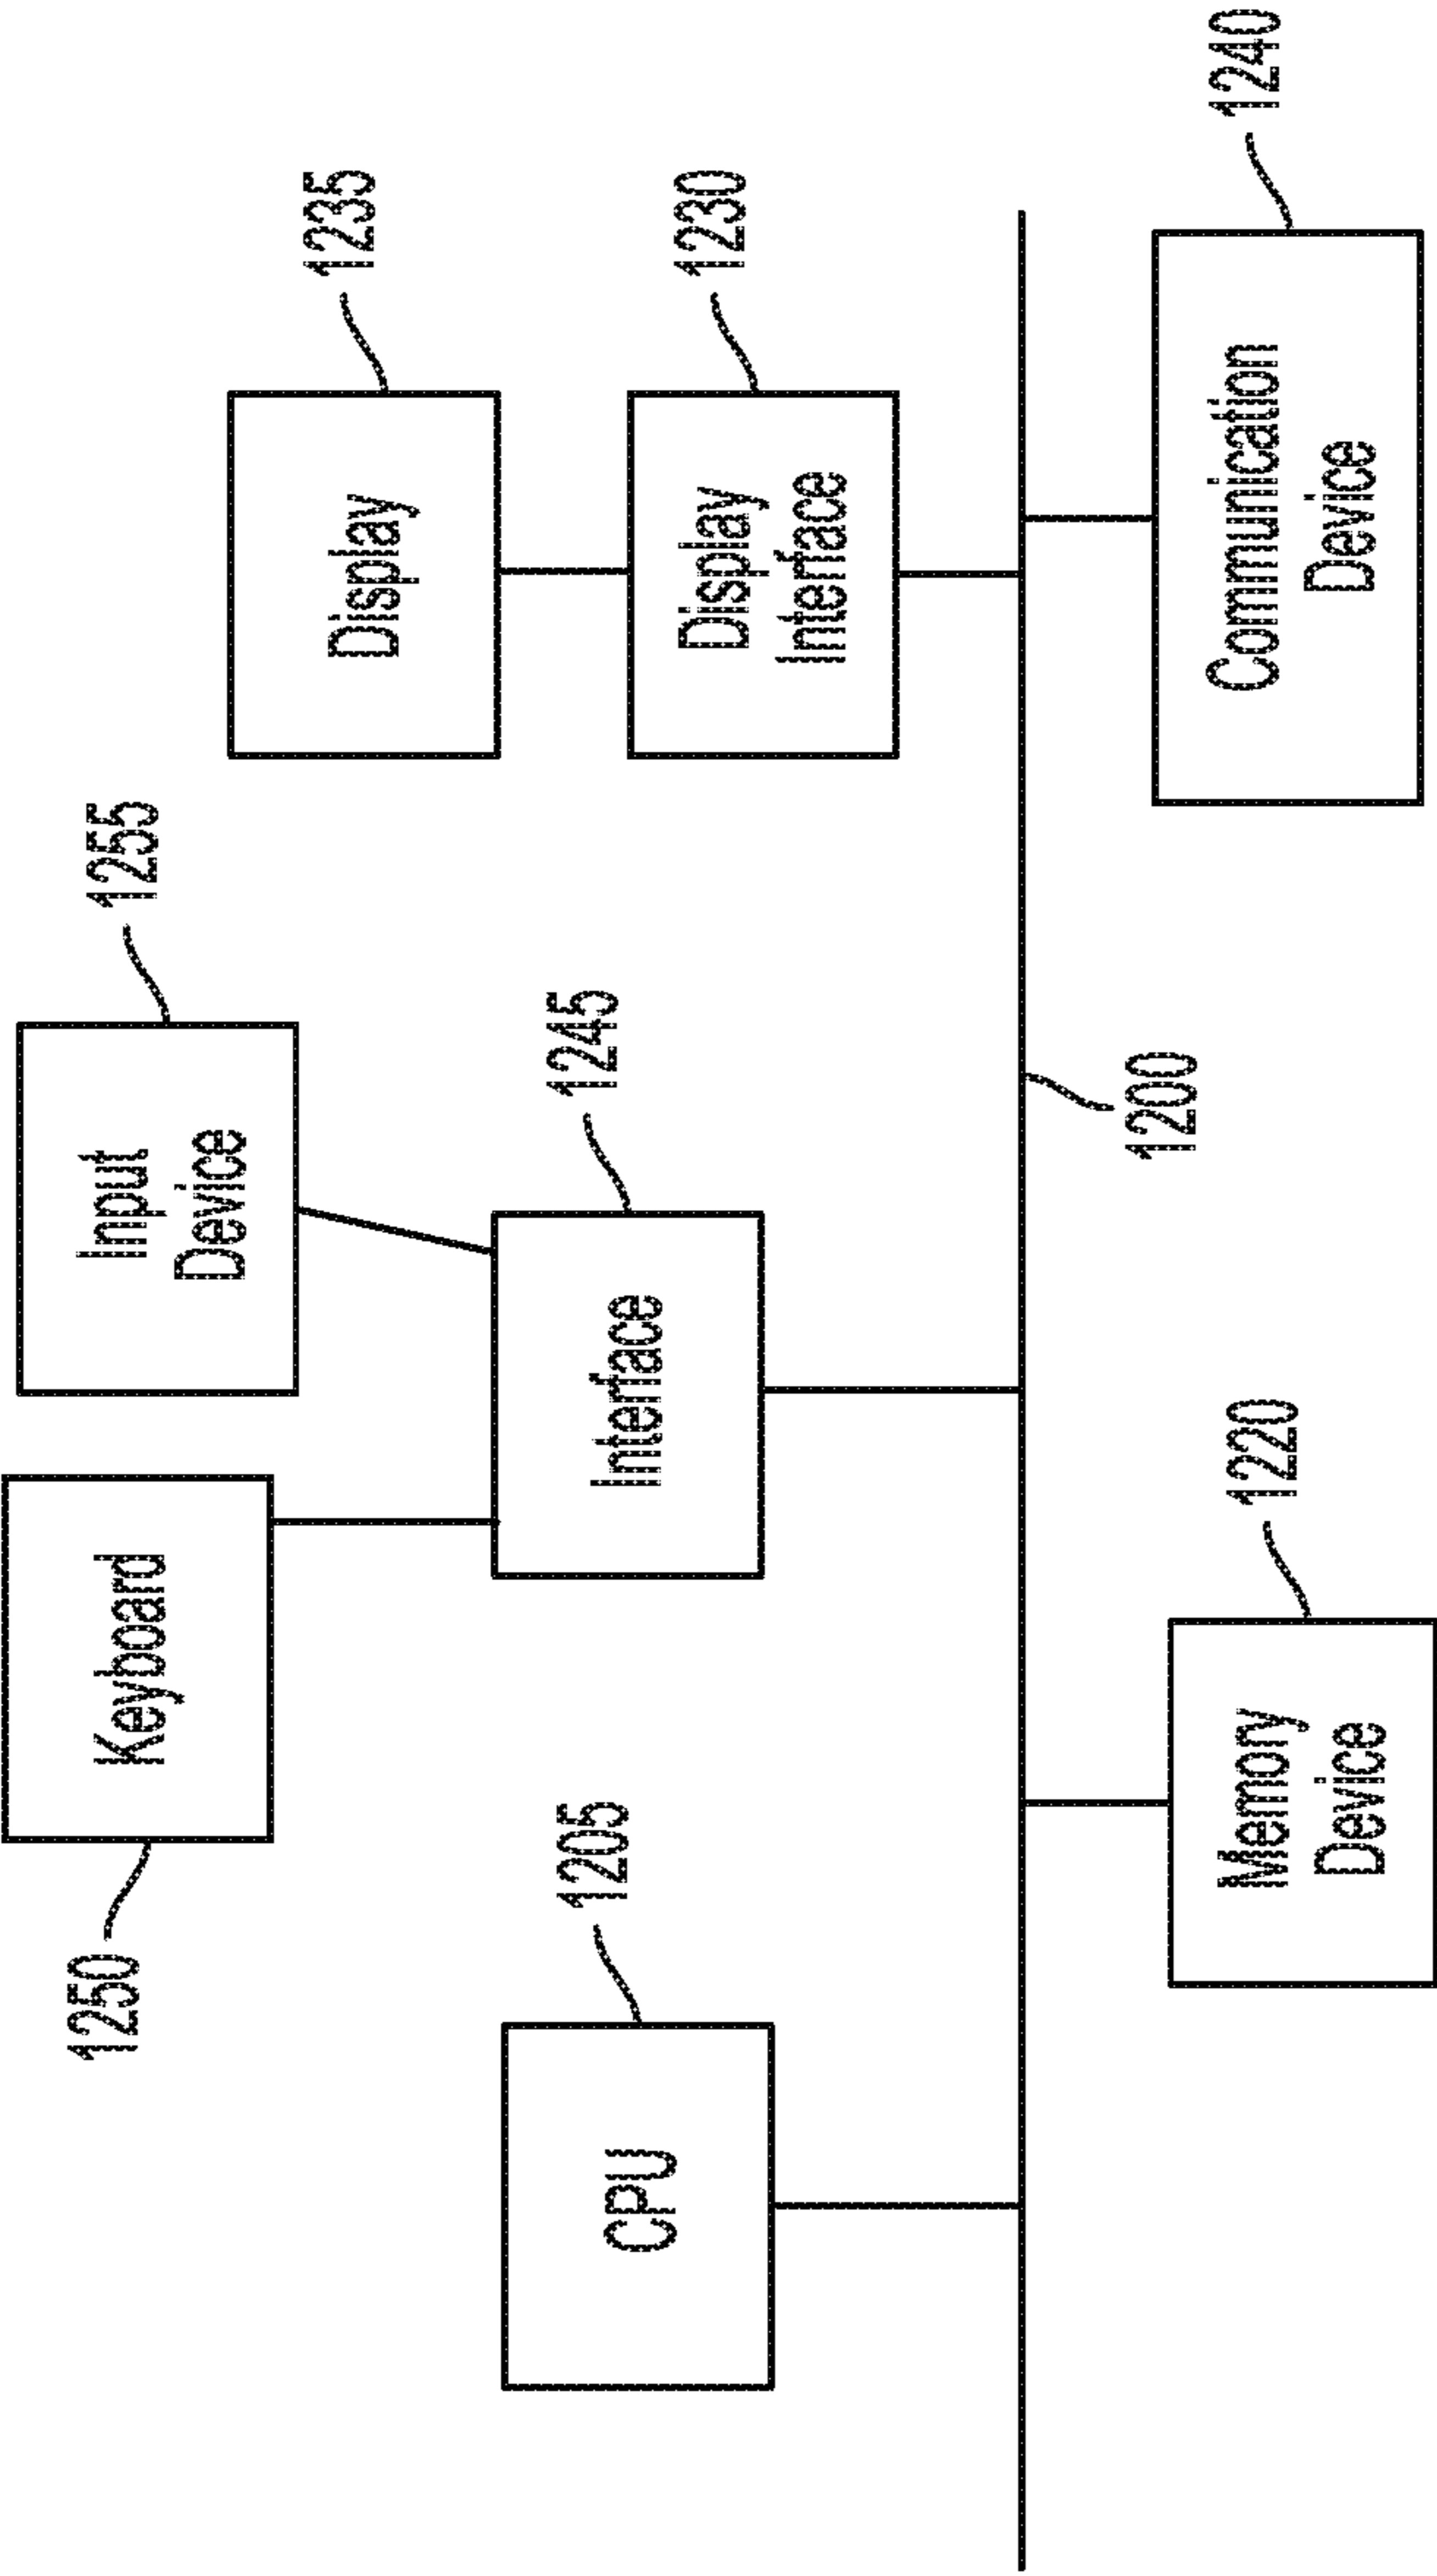 1250
Keyboard
Input
Device
1255
Display
1235
CPU
1205
Interface
1245
Display
Interface
1230
1200
Memory
Device
1220
Communication
Device
1240